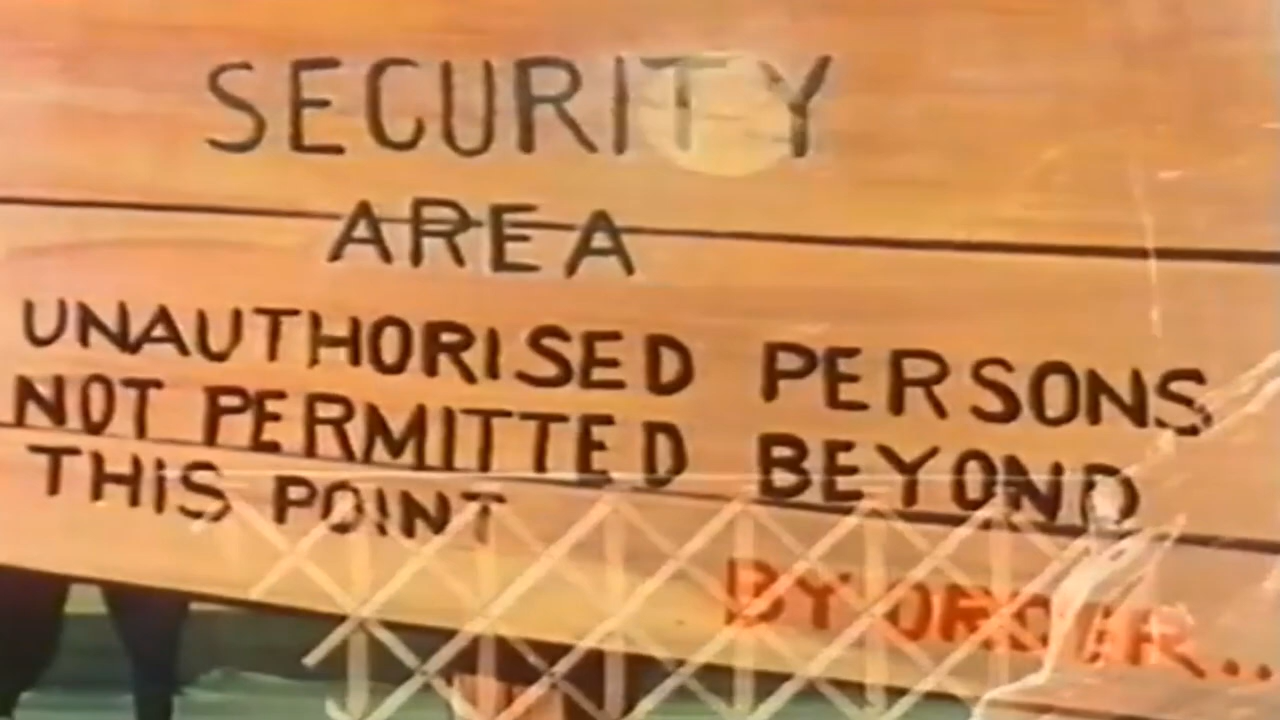 SECURITY
AREA
UNAUTHORISED PERSONS
NOT PERMITTED BEYOND
THIS POINT
BY ORDER..